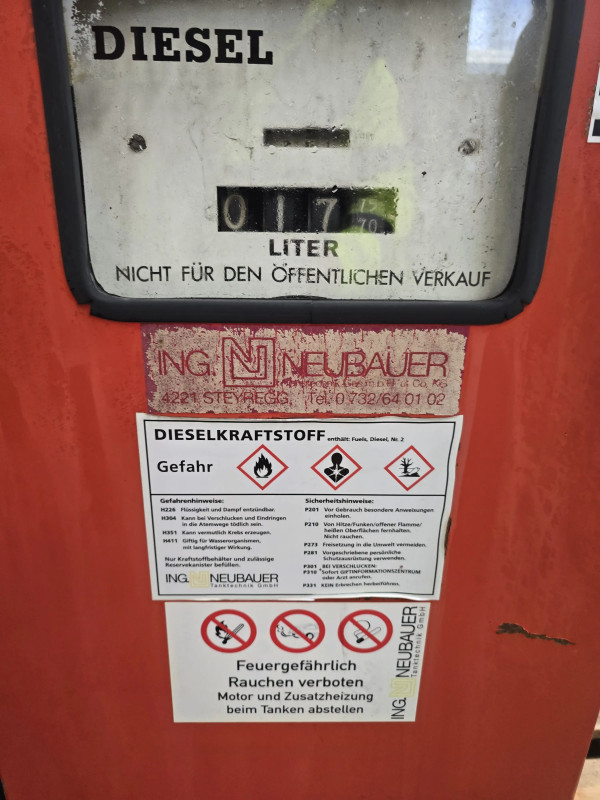 DIESEL
0 1 7
70
LITER
NICHT FÜR DEN ÖFFENTLICHEN VERKAUF
ING. NEUBAUER
4221 STEYREGG, Tel. 0 732/64 01 02
DIESELKRAFTSTOFF enthält: Fuels, Diesel, Nr. 2
Gefahr
Gefahrenhinweise:
H226 Flüssigkeit und Dampf entzündbar.
H304 Kann bei Verschlucken und Eindringen
in die Atemwege tödlich sein.
H351 Kann vermutlich Krebs erzeugen.
H411 Giftig für Wasserorganismen,
mit langfristiger Wirkung.
Nur Kraftstoffbehälter und zulässige
Reservekanister befüllen.
ING. NEUBAUER
Tanktechnik GmbH
Sicherheitshinweise:
P201 Vor Gebrauch besondere Anweisungen
einholen.
P210 Von Hitze/Funken/offener Flamme/
heißen Oberflächen fernhalten.
Nicht rauchen.
P273 Freisetzung in die Umwelt vermeiden.
P281 Vorgeschriebene persönliche
Schutzausrüstung verwenden.
P301 BEI VERSCHLUCKEN:
P310 Sofort GIFTINFORMATIONSZENTRUM
oder Arzt anrufen.
P331 KEIN Erbrechen herbeiführen.
Feuergefährlich
Rauchen verboten
Motor und Zusatzheizung
beim Tanken abstellen
ING. NEUBAUER
Tanktechnik GmbH